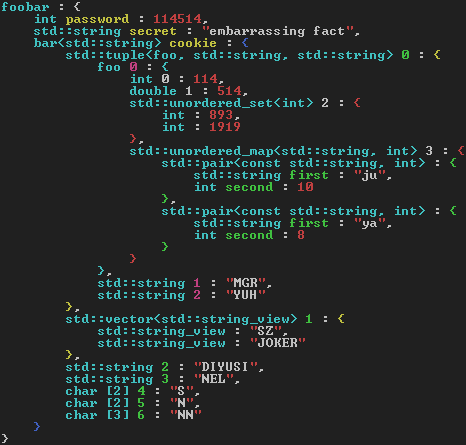 foobar : {
    int password : 114514,
    std::string secret : "embarrassing fact",
    bar<std::string> cookie : {
        std::tuple<foo, std::string, std::string> 0 : {
            foo 0 : {
                int 0 : 114,
                double 1 : 514,
                std::unordered_set<int> 2 : {
                    int : 893,
                    int : 1919
                },
                std::unordered_map<std::string, int> 3 : {
                    std::pair<const std::string, int> : {
                        std::string first : "ju",
                        int second : 10
                    },
                    std::pair<const std::string, int> : {
                        std::string first : "ya",
                        int second : 8
                    }
                }
            },
            std::string 1 : "MGR",
            std::string 2 : "YUH"
        },
        std::vector<std::string_view> 1 : {
            std::string_view : "SZ",
            std::string_view : "JOKER"
        },
        std::string 2 : "DIYUSI",
        std::string 3 : "NEL",
        char [2] 4 : "S",
        char [2] 5 : "N",
        char [3] 6 : "NN"
    }
}